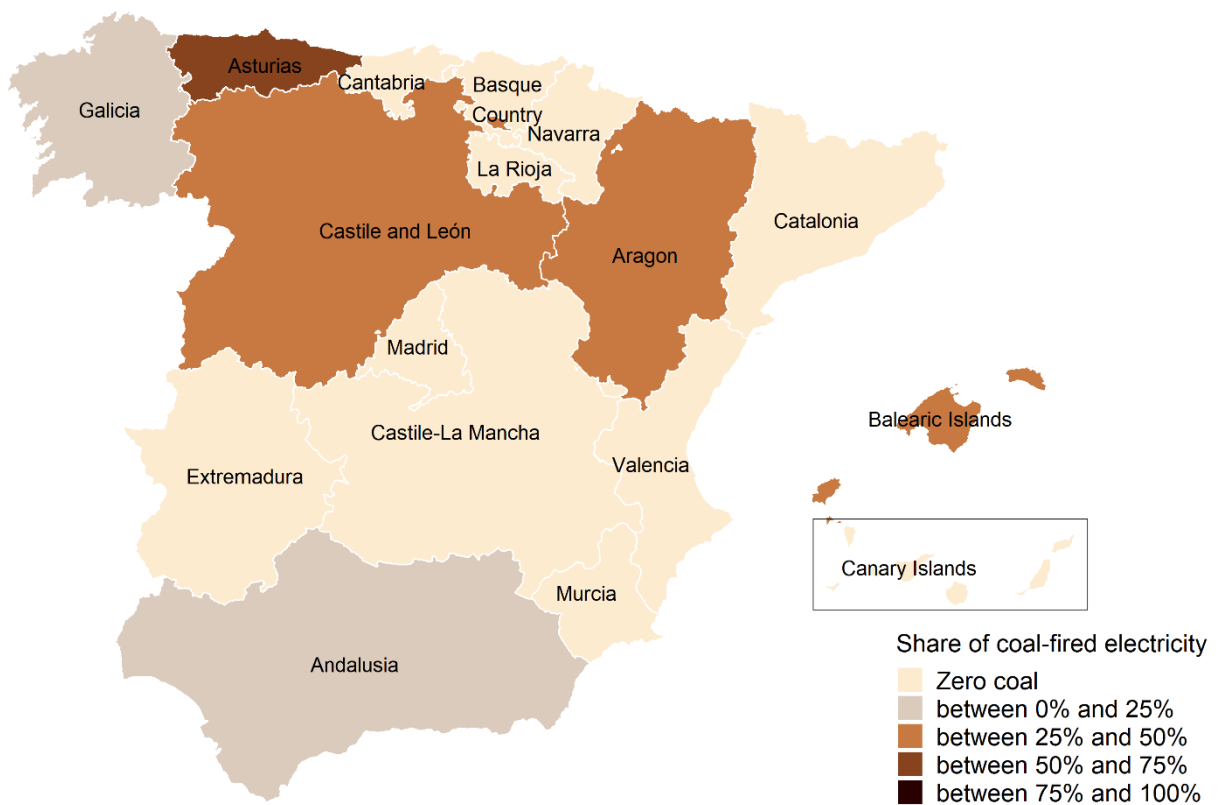 Asturias
Cantabria
Basque
Country
Galicia
Navarra
La Rioja
Castile and León
Catalonia
Aragon
Madrid
Castile-La Mancha
Balearic Islands
Extremadura
Valencia
Canary Islands
Murcia
Andalusia
Share of coal-fired electricity
Zero coal
between 0% and 25%
between 25% and 50%
between 50% and 75%
between 75% and 100%